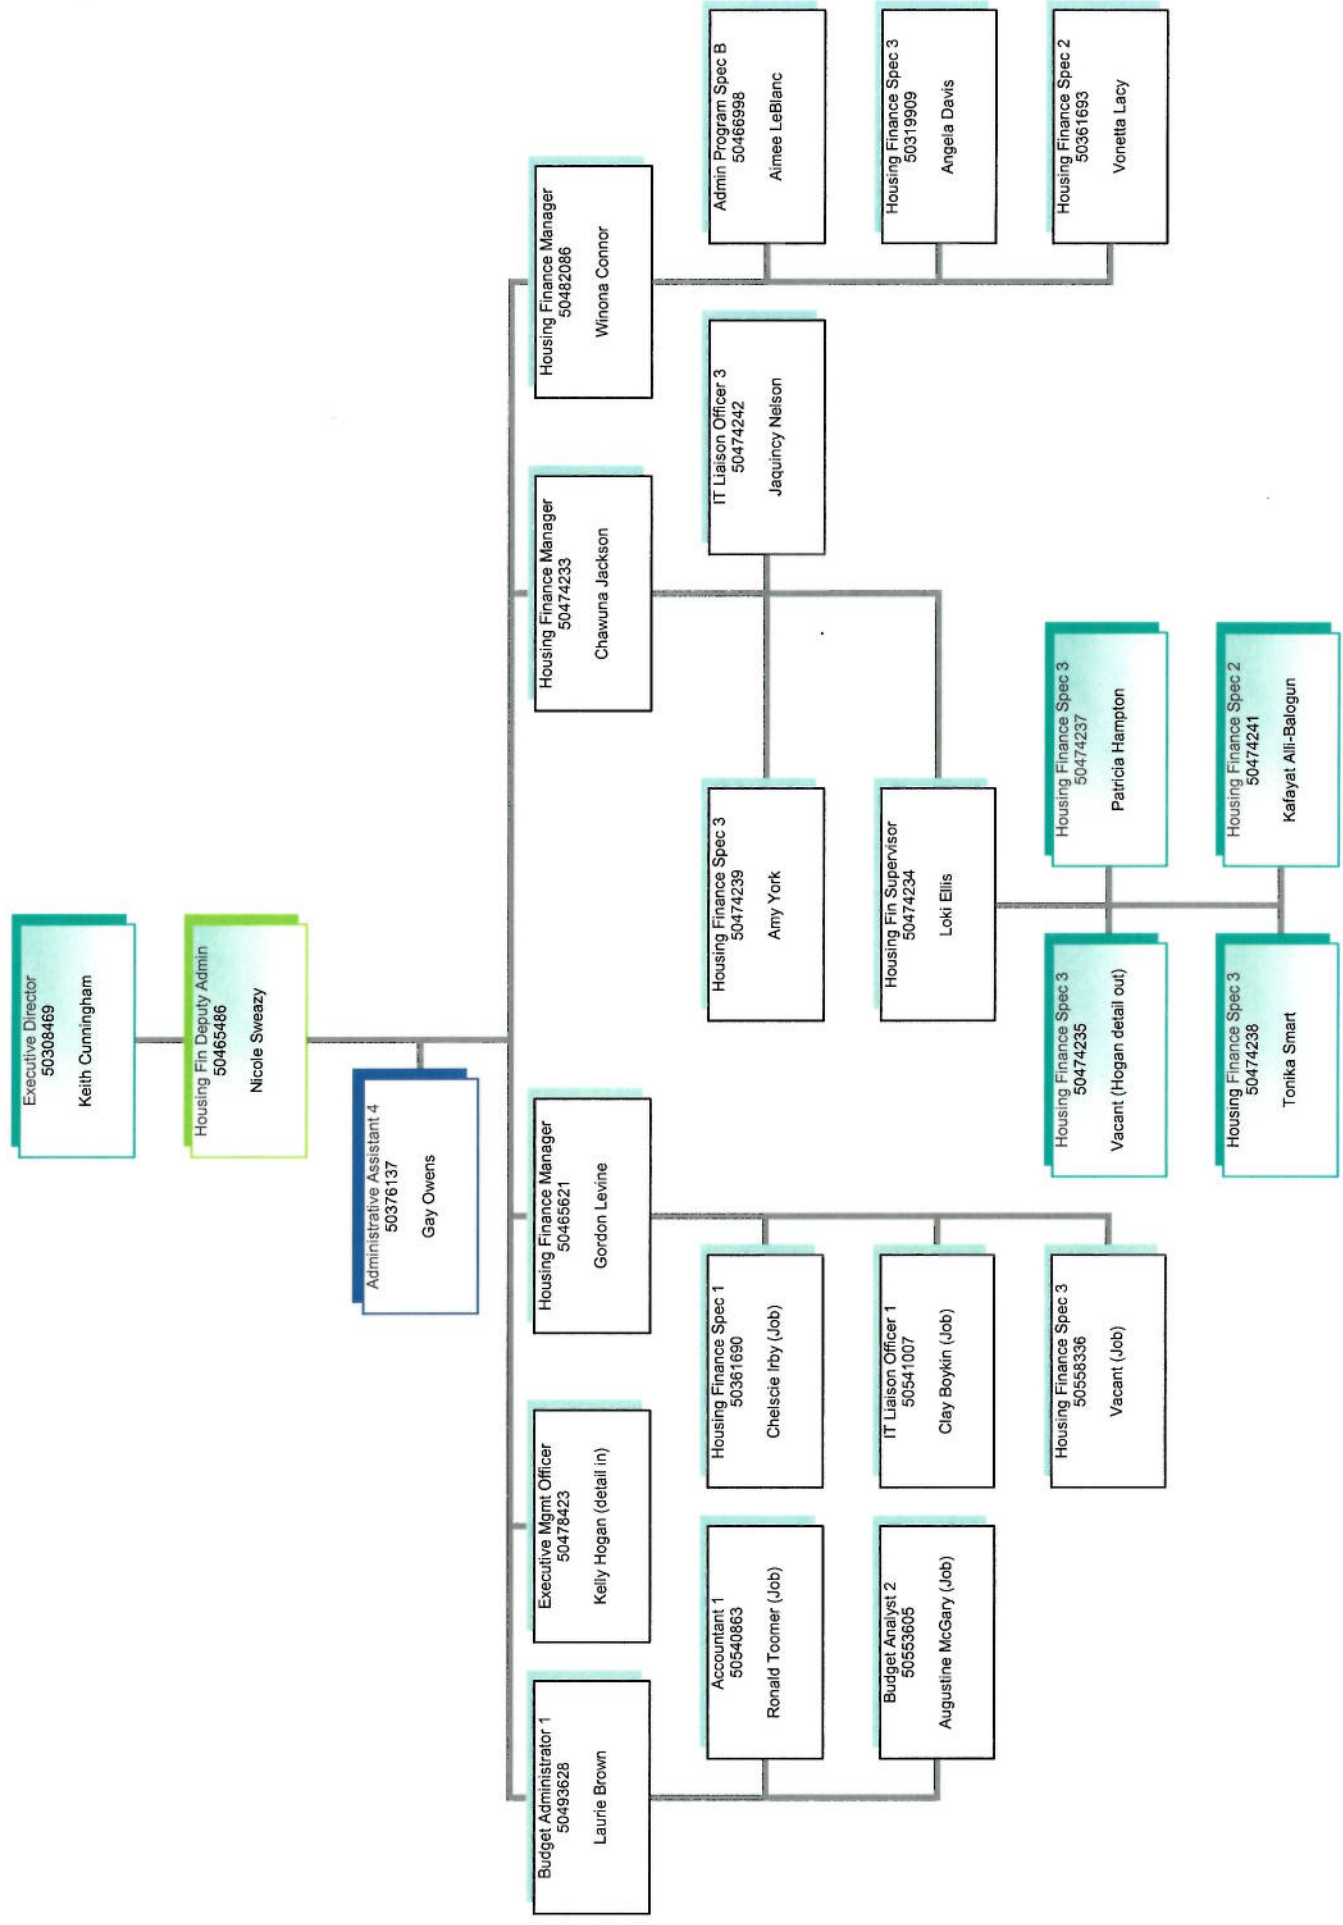 Executive Director
50308469
Keith Cunningham
Housing Fin Deputy Admin
50465486
Nicole Sweazy
Administrative Assistant 4
50376137
Gay Owens
Budget Administrator 1
50493628
Laurie Brown
Executive Mgmt Officer
50478423
Kelly Hogan (detail in)
Housing Finance Manager
50465621
Gordon Levine
Housing Finance Manager
50474233
Chawuna Jackson
Housing Finance Manager
50482086
Winona Connor
Accountant 1
50540863
Ronald Toomer (Job)
Budget Analyst 2
50553605
Augustine McGary (Job)
Housing Finance Spec 1
50361690
Chelscie Irby (Job)
IT Liaison Officer 1
50541007
Clay Boykin (Job)
Housing Finance Spec 3
50558336
Vacant (Job)
Housing Finance Spec 3
50474239
Amy York
IT Liaison Officer 3
50474242
Jaquincy Nelson
Housing Fin Supervisor
50474234
Loki Ellis
Housing Finance Spec 3
50474235
Vacant (Hogan detail out)
Housing Finance Spec 3
50474237
Patricia Hampton
Housing Finance Spec 3
50474238
Tonika Smart
Housing Finance Spec 2
50474241
Kafayat Alli-Balogun
Admin Program Spec B
50466998
Aimee LeBlanc
Housing Finance Spec 3
50319909
Angela Davis
Housing Finance Spec 2
50361693
Vonetta Lacy